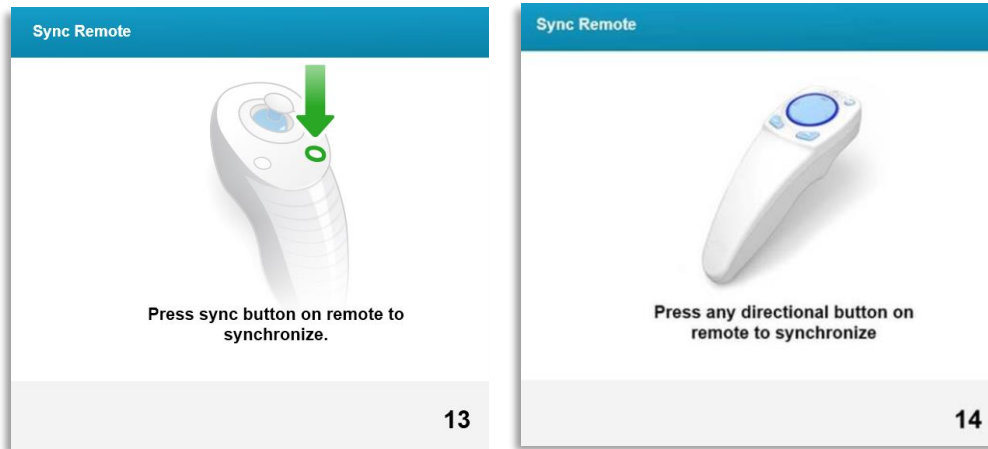 Sync Remote
Press sync button on remote to
synchronize.
13
Sync Remote
Press any directional button on
remote to synchronize
14